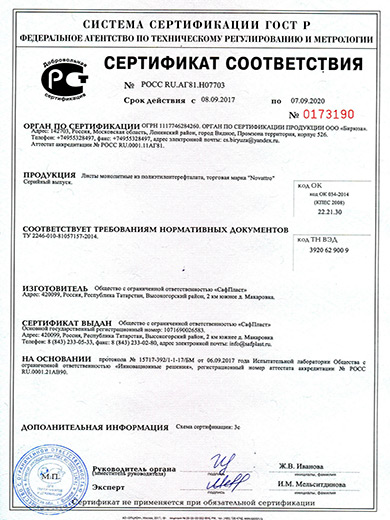 СИСТЕМА СЕРТИФИКАЦИИ ГОСТ Р
ФЕДЕРАЛЬНОЕ АГЕНТСТВО ПО ТЕХНИЧЕСКОМУ РЕГУЛИРОВАНИЮ И МЕТРОЛОГИИ
Добровольная
сертификация
СЕРТИФИКАТ СООТВЕТСТВИЯ
№ РОСС RU.АГ81.Н07703
Срок действия с 08.09.2017 по 07.09.2020
№ 0173190
ОРГАН ПО СЕРТИФИКАЦИИ ОГРН 1117746284260. ОРГАН ПО СЕРТИФИКАЦИИ ПРОДУКЦИИ ООО «Бирюза».
Адрес: 142703, Россия, Московская область, Ленинский район, город Видное, Промзона территория, корпус 526.
Телефон: +74955328497, факс: +74955328497, адрес электронной почты: os.biryuza@yandex.ru.
Аттестат аккредитации № РОСС RU.0001.11АГ81.
ПРОДУКЦИЯ Листы монолитные из полиэтилентерефталата, торговая марка "Novattro"
Серийный выпуск.
код ОК
ОК 034-2014
(КПЕС 2008)
22.21.30
СООТВЕТСТВУЕТ ТРЕБОВАНИЯМ НОРМАТИВНЫХ ДОКУМЕНТОВ
ТУ 2246-010-81057157-2014.
код ТН ВЭД
3920 62 900 9
ИЗГОТОВИТЕЛЬ Общество с ограниченной ответственностью «СафПласт»
Адрес: 420099, Россия, Республика Татарстан, Высокогорский район, 2 км южнее д. Макаровка.
СЕРТИФИКАТ ВЫДАН Общество с ограниченной ответственностью «СафПласт»
Основной государственный регистрационный номер: 1071690026583.
Адрес: 420099, Россия, Республика Татарстан, Высокогорский район, 2 км южнее д. Макаровка
Телефон: 8 (843) 233-05-33, факс: 8 (843) 233-02-80, адрес электронной почты: info@safplast.ru.
НА ОСНОВАНИИ протокола № 15717-392/1-1-17/БМ от 06.09.2017 года Испытательной лаборатории Общества с
ограниченной ответственностью «Инновационные решения», регистрационный номер аттестата аккредитации № РОСС
RU.0001.21АВ90.
ДОПОЛНИТЕЛЬНАЯ ИНФОРМАЦИЯ Схема сертификации: 3с
М.П.
Руководитель органа
подпись
Ж.В. Иванова
инициалы, фамилия
Эксперт
подпись
И.М. Мельситдинова
инициалы, фамилия
Сертификат не применяется при обязательной сертификации